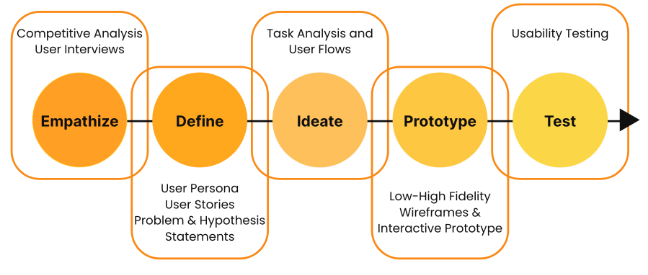 Competitive Analysis
User Interviews
Task Analysis and
User Flows
Usability Testing
Empathize
Define
Ideate
Prototype
Test
User Persona
User Stories
Problem & Hypothesis
Statements
Low-High Fidelity
Wireframes &
Interactive Prototype